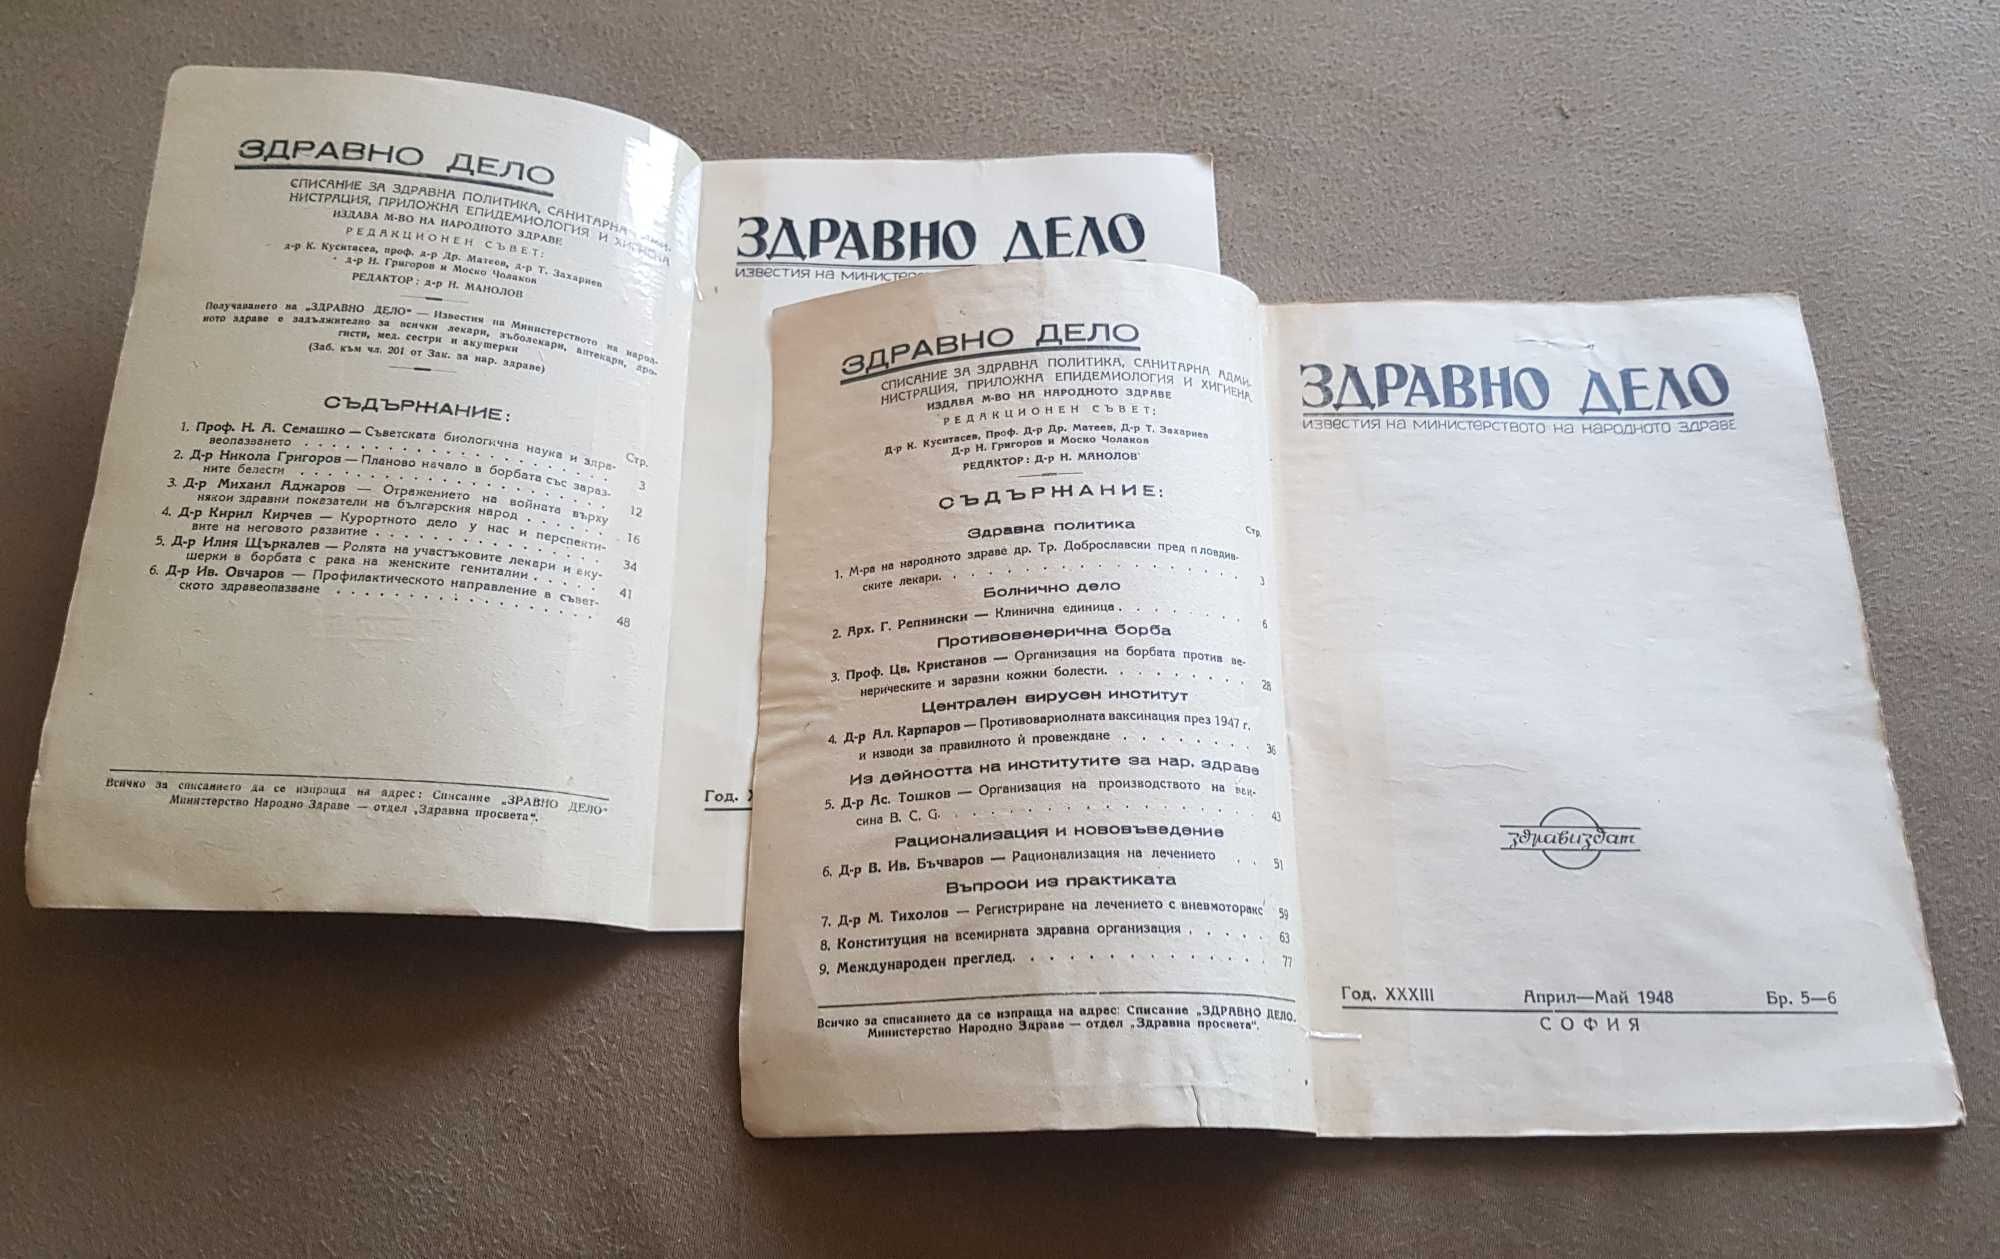 ЗДРАВНО ДЕЛО
СПИСАНИЕ ЗА ЗДРАВНА ПОЛИТИКА, САНИТАРНА АДМИ-
НИСТРАЦИЯ, ПРИЛОЖНА ЕПИДЕМИОЛОГИЯ И ХИГИЕНА
ИЗДАВА М-ВО НА НАРОДНОТО ЗДРАВЕ
РЕДАКЦИОНЕН СЪВЕТ:
д-р К. Куситасев, проф. д-р Др. Матеев, д-р Т. Захариев
д-р Н. Григоров и Моско Чолаков
РЕДАКТОР: д-р Н. МАНОЛОВ
Получаването на „ЗДРАВНО ДЕЛО" — Известия на Министерството на народ-
ното здраве е задължително за всички лекари, зъболекари, аптекари, дро-
гисти, мед. сестри и акушерки
(Заб. към чл. 201 от Зак. за нар. здраве)
СЪДЪРЖАНИЕ:
Стр.
1. Проф. Н. А. Семашко — Съветската биологична наука и здра-
веопазването . . . . . . . . . . 3
2. Д-р Никола Григоров — Планово начало в борбата със зараз-
ните белести . . . . . . . . . . 12
3. Д-р Михаил Аджаров — Отражението на войната върху
някои здравни показатели на българския народ . . . . . . 16
4. Д-р Кирил Кирчев — Курортното дело у нас и перспекти-
вите на неговото развитие . . . . . . . . . . 34
5. Д-р Илия Щъркалев — Ролята на участъковите лекари и аку-
шерки в борбата с рака на женските гениталии . . . . . 41
6. Д-р Ив. Овчаров — Профилактическото направление в съвет-
ското здравеопазване . . . . . . . . . . 48
Всичко за списанието да се изпраща на адрес: Списание „ЗРАВНО ДЕЛО"
Министерство Народно Здраве — отдел „Здравна просвета".
ЗДРАВНО ДЕЛО
ИЗВЕСТИЯ НА
Год.
ЗДРАВНО ДЕЛО
СПИСАНИЕ ЗА ЗДРАВНА ПОЛИТИКА, САНИТАРНА АДМИ-
НИСТРАЦИЯ, ПРИЛОЖНА ЕПИДЕМИОЛОГИЯ И ХИГИЕНА
ИЗДАВА М-ВО НА НАРОДНОТО ЗДРАВЕ
РЕДАКЦИОНЕН СЪВЕТ:
Д-р К. Куситасев, Проф. Д-р Др. Матеев, Д-р Т. Захариев
Д-р Н. Григоров и Моско Чолаков
РЕДАКТОР: Д-р Н. МАНОЛОВ
СЪДЪРЖАНИЕ:
Здравна политика Стр.
1. М-ра на народното здраве др. Тр. Доброславски пред пловдив-
ските лекари. . . . . . . . . . . 3
Болнично дело
2. Арх. Г. Репнински — Клинична единица . . . . . . . 6
Противовенерична борба
3. Проф. Цв. Кристанов — Организация на борбата против ве-
нерическите и заразни кожни болести. . . . . . . . . 28
Централен вирусен институт
4. Д-р Ал. Карпаров — Противовариолната ваксинация през 1947 г.
и изводи за правилното ѝ провеждане . . . . . . . . 36
Из дейността на институтите за нар. здраве
5. Д-р Ас. Тошков — Организация на производството на вак-
сина B. C. G. . . . . . . . . . . 43
Рационализация и нововъведение
6. Д-р В. Ив. Бъчваров — Рационализация на лечението . . 51
Въпроси из практиката
7. Д-р М. Тихолов — Регистриране на лечението с вневмоторакс 59
8. Конституция на всемирната здравна организация . . . . . 63
9. Международен преглед. . . . . . . . . . . 77
Всичко за списанието да се изпраща на адрес: Списание „ЗДРАВНО ДЕЛО.
Министерство Народно Здраве — отдел „Здравна просвета".
ЗДРАВНО ДЕЛО
ИЗВЕСТИЯ НА МИНИСТЕРСТВОТО НА НАРОДНОТО ЗДРАВЕ
здравиздат
Год. XXXIII Април—Май 1948 Бр. 5—6
СОФИЯ